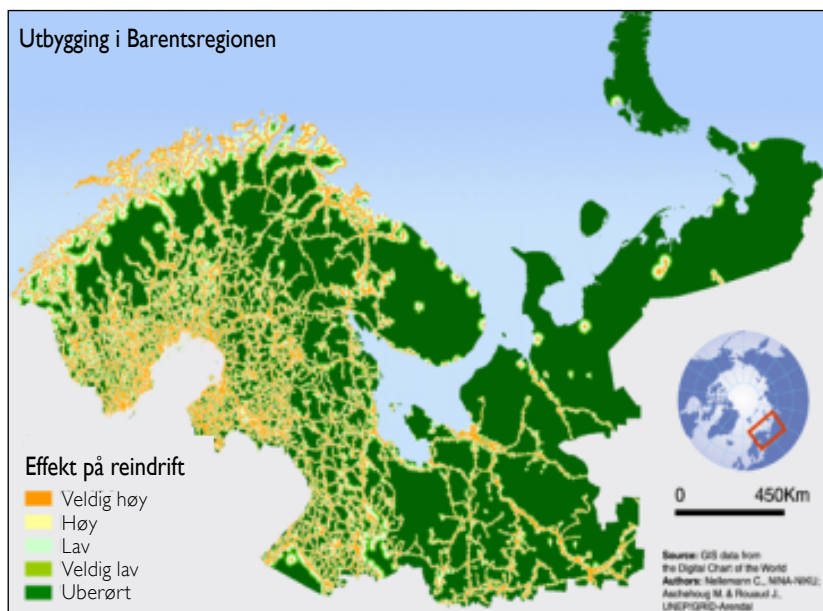 Utbygging i Barentsregionen
Effekt på reindrift
Veldig høy
Høy
Lav
Veldig lav
Uberørt
0 450Km
Source: GIS data from
the Digital Chart of the World
Authors: Nellemann C., NINA-NIKU;
Aschehoug M. & Rouaud J.,
UNEP/GRID-Arendal